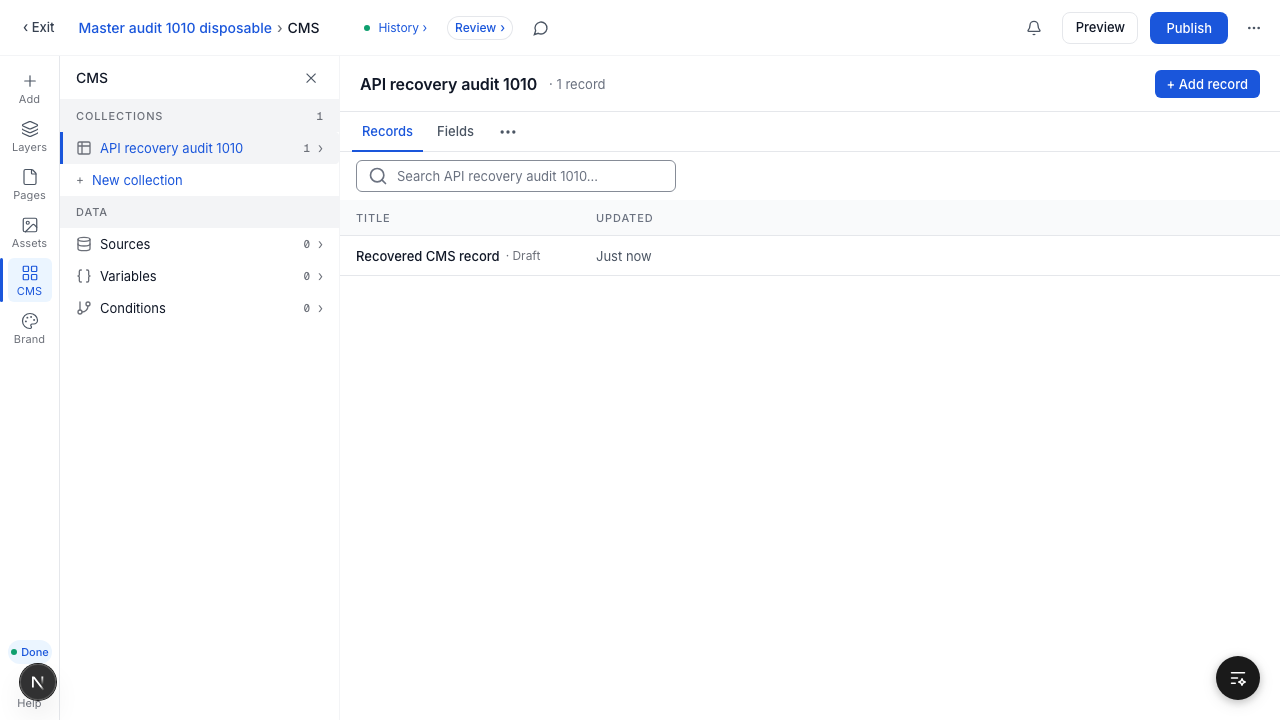 ‹ Exit
Master audit 1010 disposable › CMS
History ›
Review ›
Preview
Publish
Add
Layers
Pages
Assets
CMS
Brand
Done
N
Help
CMS
COLLECTIONS 1
API recovery audit 1010 1 ›
+ New collection
DATA
Sources 0 ›
Variables 0 ›
Conditions 0 ›
API recovery audit 1010 · 1 record
+ Add record
Records Fields
Search API recovery audit 1010...
TITLE UPDATED
Recovered CMS record · Draft Just now